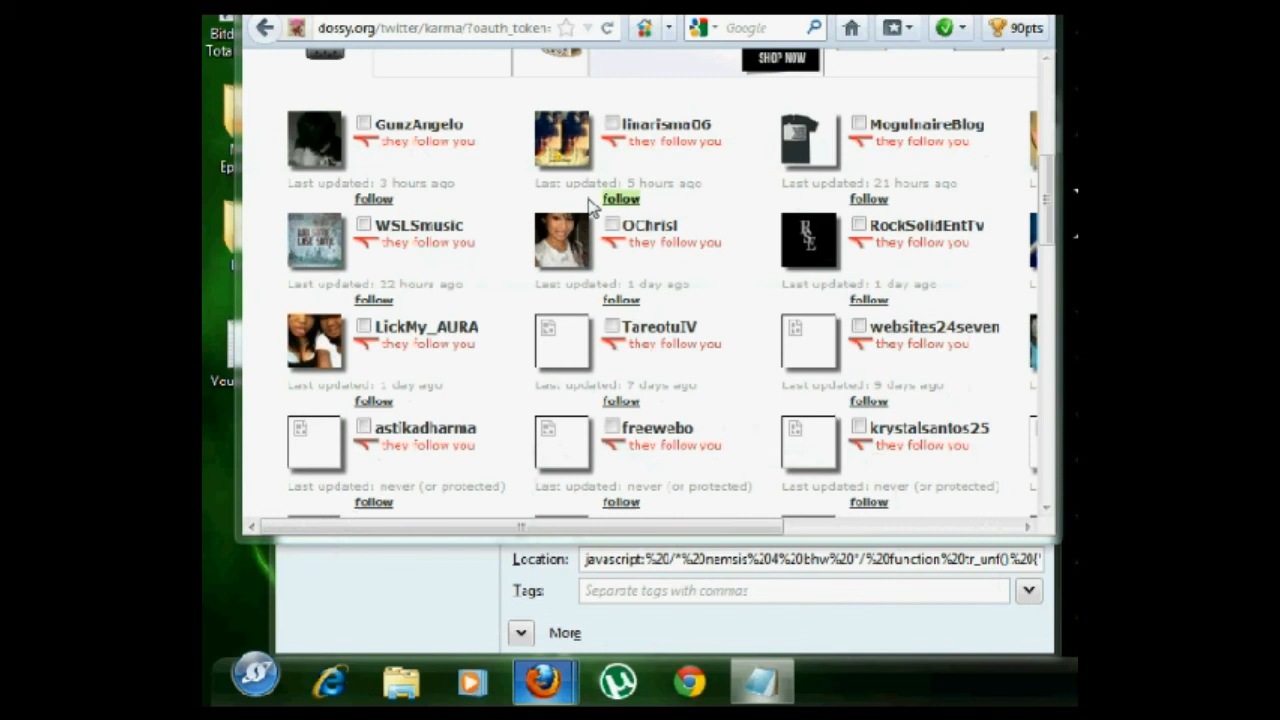 Bitd
Tota
dossy.org/twitter/karma/?oauth_token:
Google
90pts
SHOP NOW
GunzAngelo
linarisma06
MogulnaireBlog
they follow you
they follow you
they follow you
Last updated: 3 hours ago
Last updated: 5 hours ago
Last updated: 21 hours ago
follow
follow
follow
WSLSmusic
OChrisl
RockSolidEntTv
they follow you
they follow you
they follow you
Last updated: 22 hours ago
Last updated: 1 day ago
Last updated: 1 day ago
follow
follow
follow
LickMy_AURA
TareotuIV
websites24seven
they follow you
they follow you
they follow you
Last updated: 1 day ago
Last updated: 7 days ago
Last updated: 9 days ago
follow
follow
follow
astikadharma
freewebo
krystalsantos25
they follow you
they follow you
they follow you
Last updated: never (or protected)
Last updated: never (or protected)
Last updated: never (or protected)
follow
follow
follow
Ep
You
Location:
javascript:%20/*%20nemsis%204%20bhw%20*/%20function%20tr_unf()%20{'
Tags:
Separate tags with commas
More